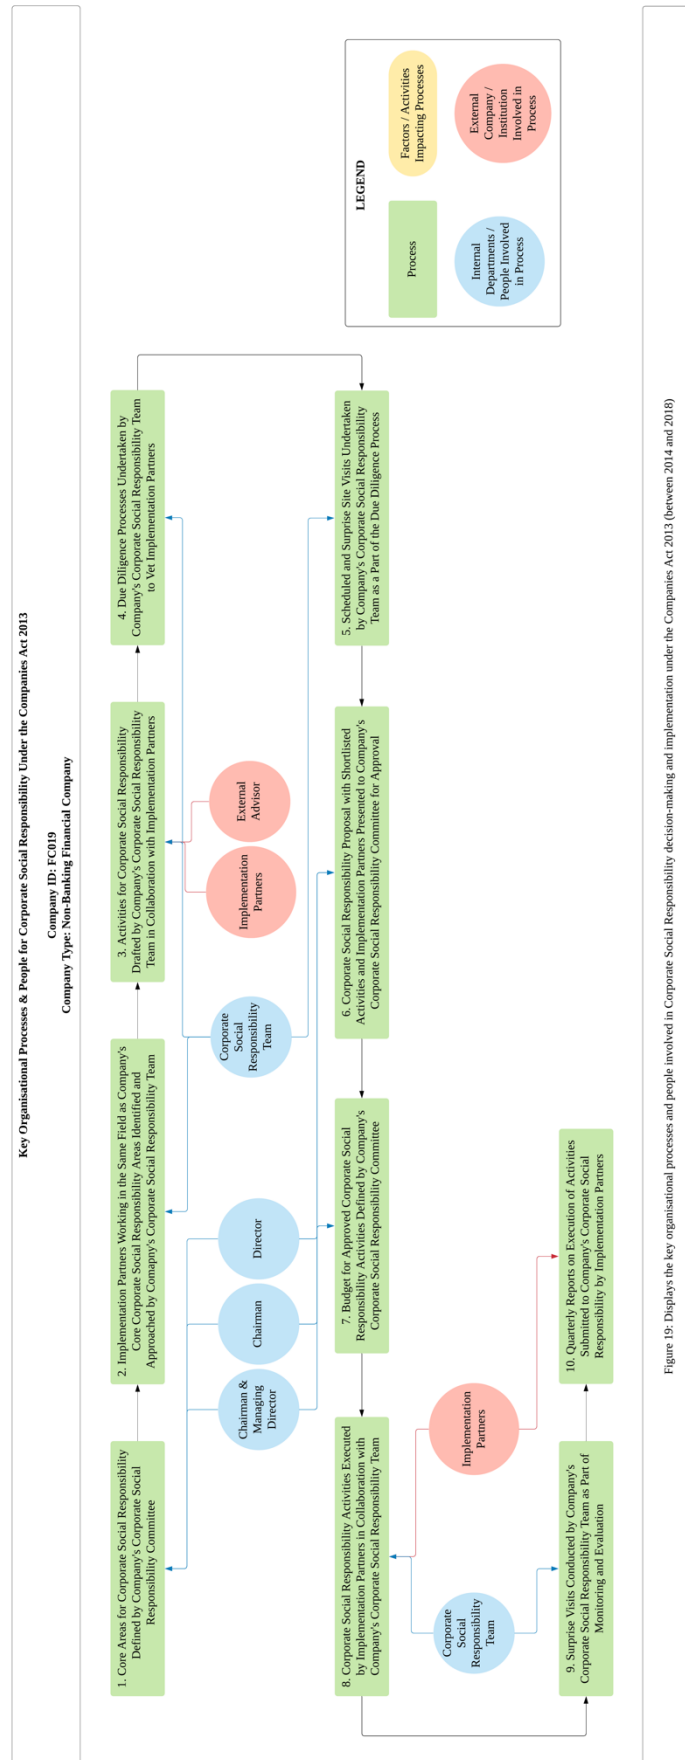 Key Organisational Processes & People for Corporate Social Responsibility Under the Companies Act 2013
Company ID: FC019
Company Type: Non-Banking Financial Company
1. Core Areas for Corporate Social Responsibility
Defined by Company's Corporate Social
Responsibility Committee
2. Implementation Partners Working in the Same Field as Company's
Core Corporate Social Responsibility Areas Identified and
Approached by Comapny's Corporate Social Responsibility Team
3. Activities for Corporate Social Responsibility
Drafted by Company's Corporate Social Responsibility
Team in Collaboration with Implementation Partners
4. Due Diligence Processes Undertaken by
Company's Corporate Social Responsibility Team
to Vet Implementation Partners
Chairman &
Managing
Director
Chairman
Director
Corporate
Social
Responsibility
Team
Implementation
Partners
External
Advisor
8. Corporate Social Responsibility Activities Executed
by Implementation Partners in Collaboration with
Company's Corporate Social Responsibility Team
7. Budget for Approved Corporate Social
Responsibility Activities Defined by Company's
Corporate Social Responsibility Committee
6. Corporate Social Responsibility Proposal with Shortlisted
Activities and Implementation Partners Presented to Company's
Corporate Social Responsibility Committee for Approval
5. Scheduled and Surprise Site Visits Undertaken
by Company's Corporate Social Responsibility
Team as a Part of the Due Diligence Process
Corporate
Social
Responsibility
Team
Implementation
Partners
9. Surprise Visits Conducted by Company's
Corporate Social Responsibility Team as Part of
Monitoring and Evaluation
10. Quarterly Reports on Execution of Activities
Submitted to Company's Corporate Social
Responsibility by Implementation Partners
LEGEND
Process
Factors / Activities
Impacting Processes
Internal
Departments /
People Involved
in Process
External
Company /
Institution
Involved in
Process
Figure 19: Displays the key organisational processes and people involved in Corporate Social Responsibility decision-making and implementation under the Companies Act 2013 (between 2014 and 2018)